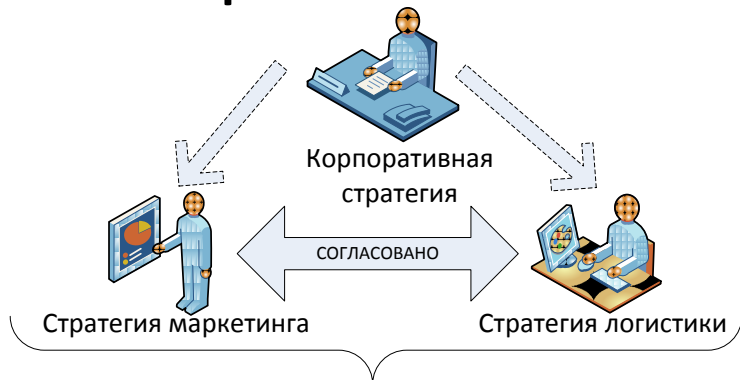 Корпоративная
стратегия
СОГЛАСОВАНО
Стратегия маркетинга
Стратегия логистики